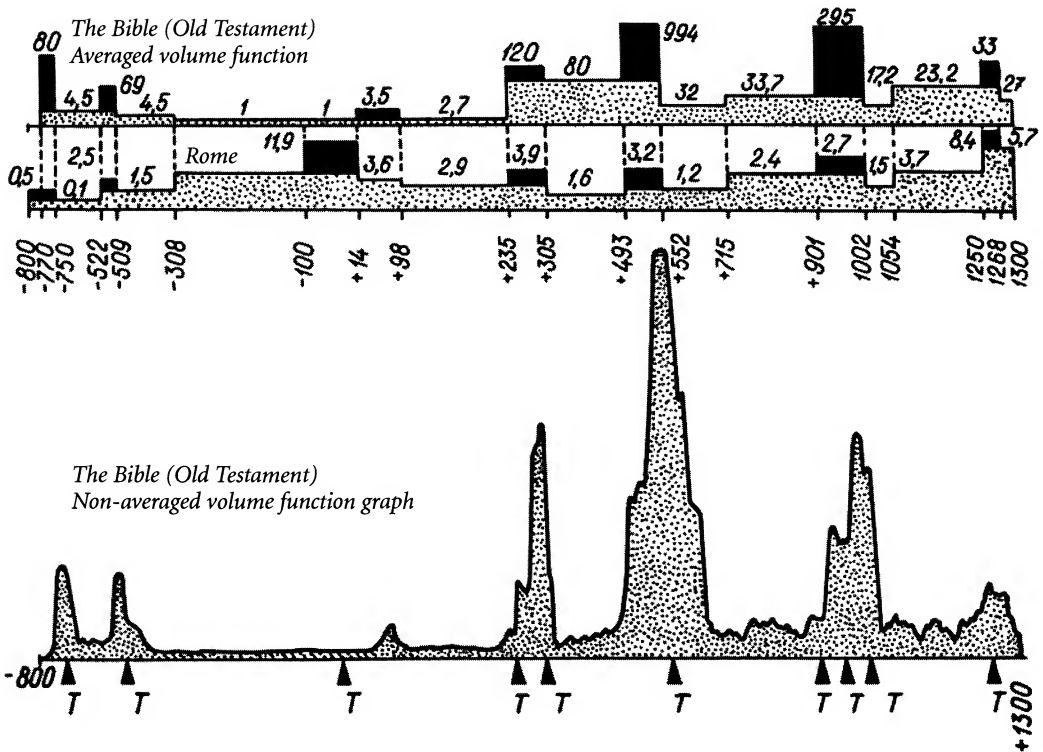 The Bible (Old Testament)
Averaged volume function
80 4,5 69 4,5 1 1 3,5 2,7 120 80 994 32 33,7 295 17,2 23,2 33 27
Rome
0,5 2,5 0,1 1,5 11,9 3,6 2,9 3,9 1,6 3,2 1,2 2,4 2,7 1,5 3,7 8,4 5,7
-800 -770 -750 -522 -509 -308 -100 +14 +98 +235 +305 +493 +552 +715 +901 1002 1054 1250 1268 1300
The Bible (Old Testament)
Non-averaged volume function graph
-800 +1300
T T T T T T T T T T